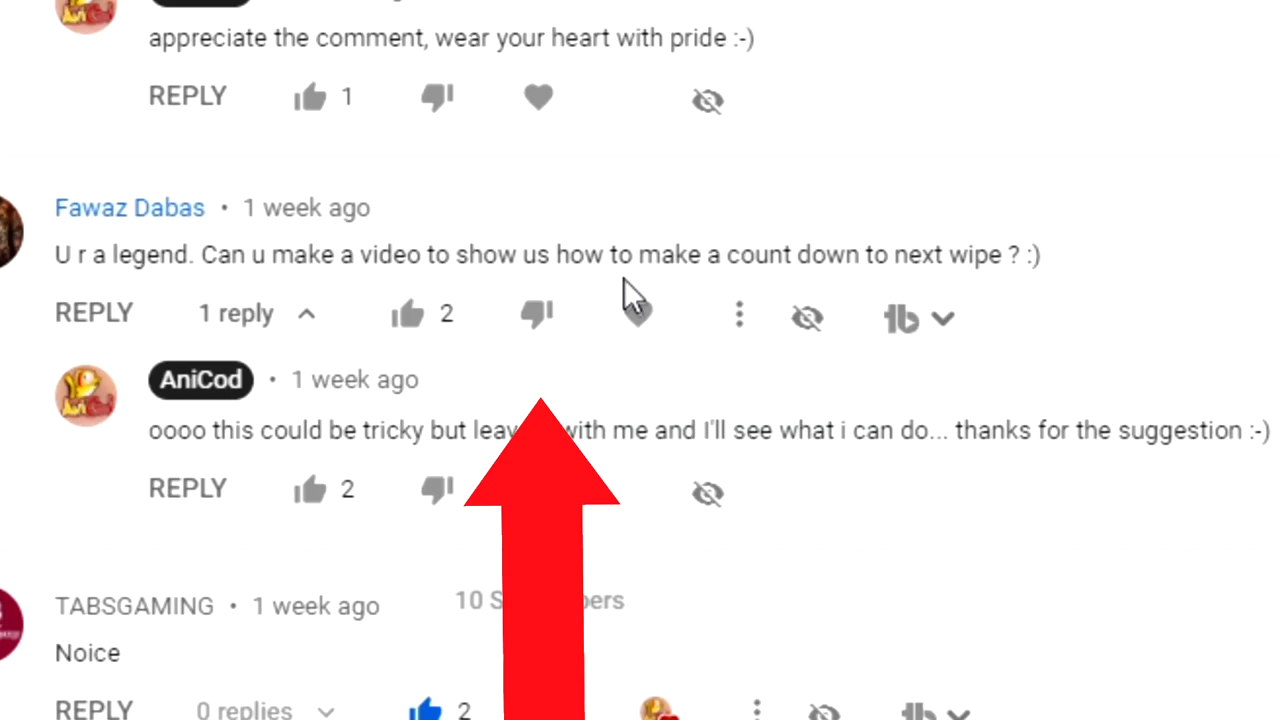 appreciate the comment, wear your heart with pride :-)
REPLY 1
Fawaz Dabas • 1 week ago
U r a legend. Can u make a video to show us how to make a count down to next wipe ? :)
REPLY 1 reply 2
AniCod • 1 week ago
oooo this could be tricky but with me and I'll see what i can do... thanks for the suggestion :-)
REPLY 2
TABSGAMING • 1 week ago 10
Noice
REPLY 0 replies 2